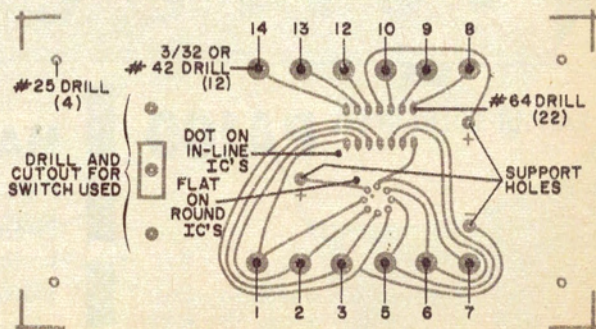 14 13 12 10 9 8
3/32 OR
# 42 DRILL
(12)
#25 DRILL
(4)
#64 DRILL
(22)
DOT ON
IN-LINE
IC'S
DRILL AND
CUTOUT FOR
SWITCH USED
FLAT
ON
ROUND
IC'S
SUPPORT
HOLES
+
+
−
1 2 3 5 6 7